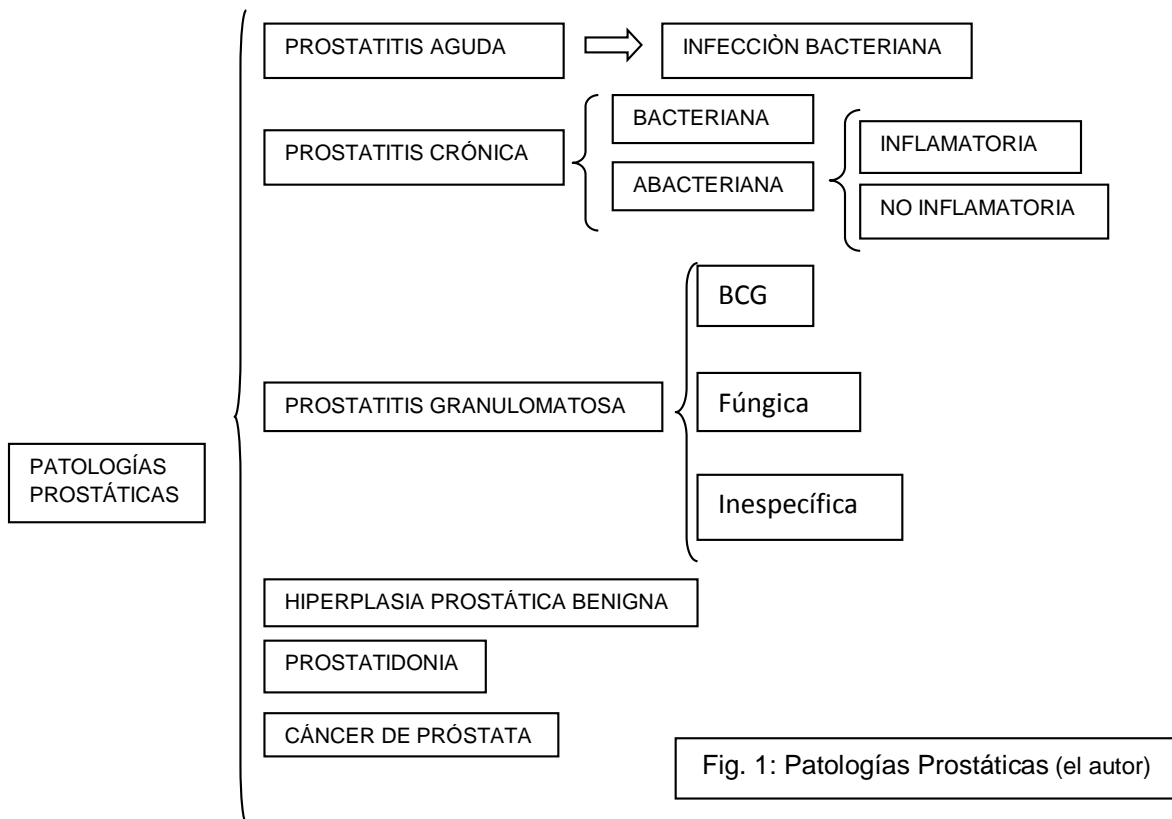 PROSTATITIS AGUDA
INFECCIÒN BACTERIANA
PROSTATITIS CRÓNICA
BACTERIANA
ABACTERIANA
INFLAMATORIA
NO INFLAMATORIA
PROSTATITIS GRANULOMATOSA
BCG
Fúngica
Inespecífica
PATOLOGÍAS
PROSTÁTICAS
HIPERPLASIA PROSTÁTICA BENIGNA
PROSTATIDONIA
CÁNCER DE PRÓSTATA
Fig. 1: Patologías Prostáticas (el autor)